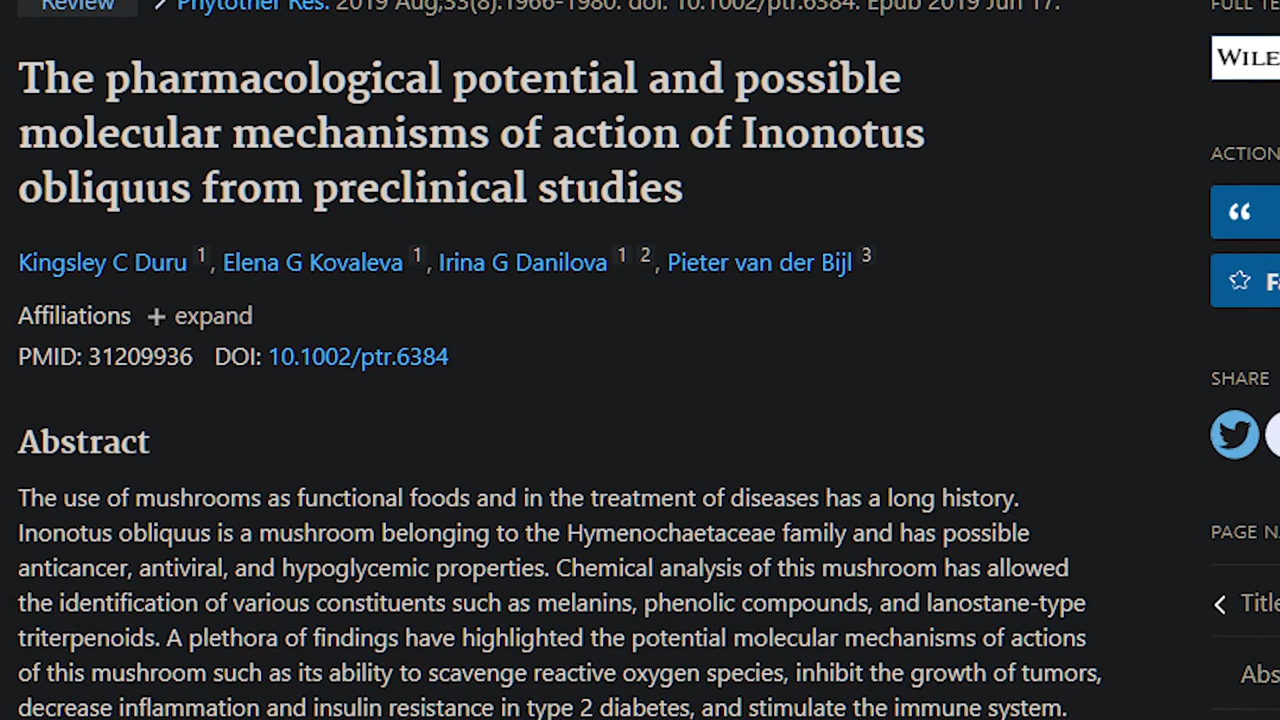 Review
Phytother Res. 2019 Aug;33(8):1966-1980. doi: 10.1002/ptr.6384. Epub 2019 Jun 17.
The pharmacological potential and possible
molecular mechanisms of action of Inonotus
obliquus from preclinical studies
Kingsley C Duru 1, Elena G Kovaleva 1, Irina G Danilova 1 2, Pieter van der Bijl 3
Affiliations + expand
PMID: 31209936 DOI: 10.1002/ptr.6384
Abstract
The use of mushrooms as functional foods and in the treatment of diseases has a long history.
Inonotus obliquus is a mushroom belonging to the Hymenochaetaceae family and has possible
anticancer, antiviral, and hypoglycemic properties. Chemical analysis of this mushroom has allowed
the identification of various constituents such as melanins, phenolic compounds, and lanostane-type
triterpenoids. A plethora of findings have highlighted the potential molecular mechanisms of actions
of this mushroom such as its ability to scavenge reactive oxygen species, inhibit the growth of tumors,
decrease inflammation and insulin resistance in type 2 diabetes, and stimulate the immune system.
FULL TE
WILE
ACTION
“
F
SHARE
PAGE N
Title
Abs